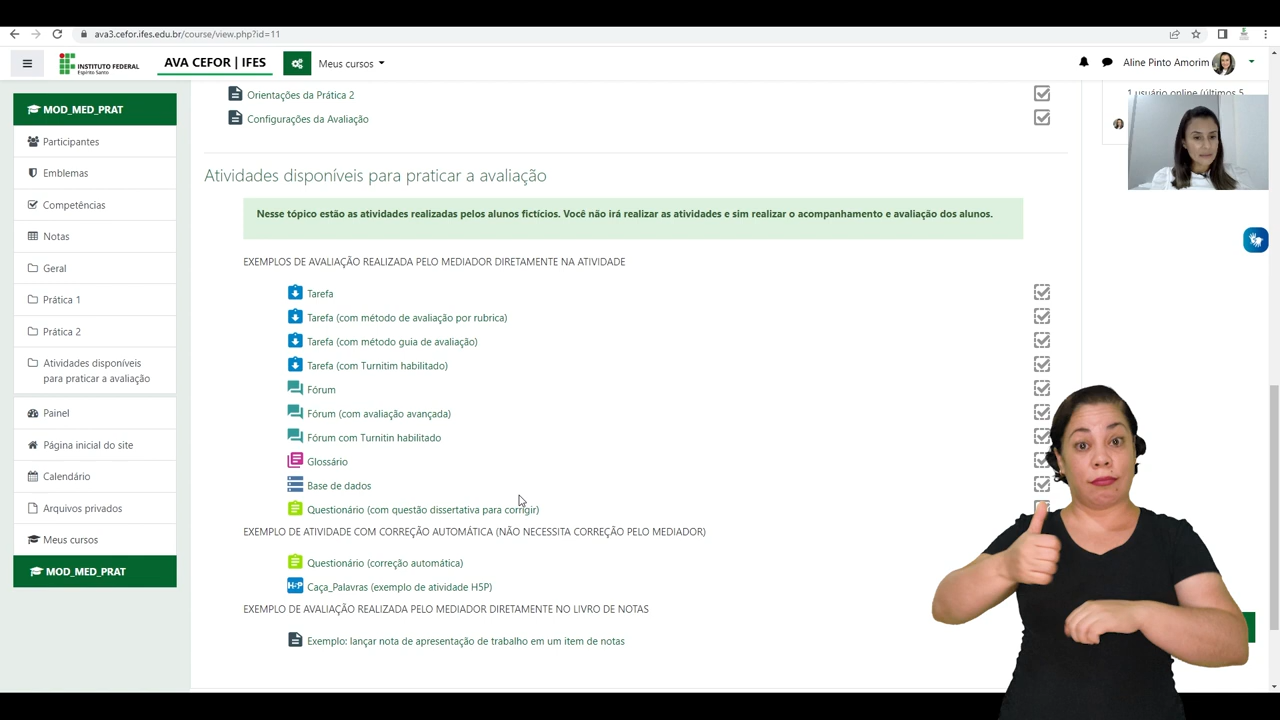 ava3.cefor.ifes.edu.br/course/view.php?id=11
INSTITUTO FEDERAL
Espírito Santo
AVA CEFOR | IFES
Meus cursos
Aline Pinto Amorim
MOD_MED_PRAT
Participantes
Emblemas
Competências
Notas
Geral
Prática 1
Prática 2
Atividades disponíveis
para praticar a avaliação
Painel
Página inicial do site
Calendário
Arquivos privados
Meus cursos
MOD_MED_PRAT
Orientações da Prática 2
Configurações da Avaliação
Atividades disponíveis para praticar a avaliação
Nesse tópico estão as atividades realizadas pelos alunos fictícios. Você não irá realizar as atividades e sim realizar o acompanhamento e avaliação dos alunos.
EXEMPLOS DE AVALIAÇÃO REALIZADA PELO MEDIADOR DIRETAMENTE NA ATIVIDADE
Tarefa
Tarefa (com método de avaliação por rubrica)
Tarefa (com método guia de avaliação)
Tarefa (com Turnitim habilitado)
Fórum
Fórum (com avaliação avançada)
Fórum com Turnitin habilitado
Glossário
Base de dados
Questionário (com questão dissertativa para corrigir)
EXEMPLO DE ATIVIDADE COM CORREÇÃO AUTOMÁTICA (NÃO NECESSITA CORREÇÃO PELO MEDIADOR)
Questionário (correção automática)
H5P
Caça_Palavras (exemplo de atividade H5P)
EXEMPLO DE AVALIAÇÃO REALIZADA PELO MEDIADOR DIRETAMENTE NO LIVRO DE NOTAS
Exemplo: lançar nota de apresentação de trabalho em um item de notas
1 usuário online (últimos 5